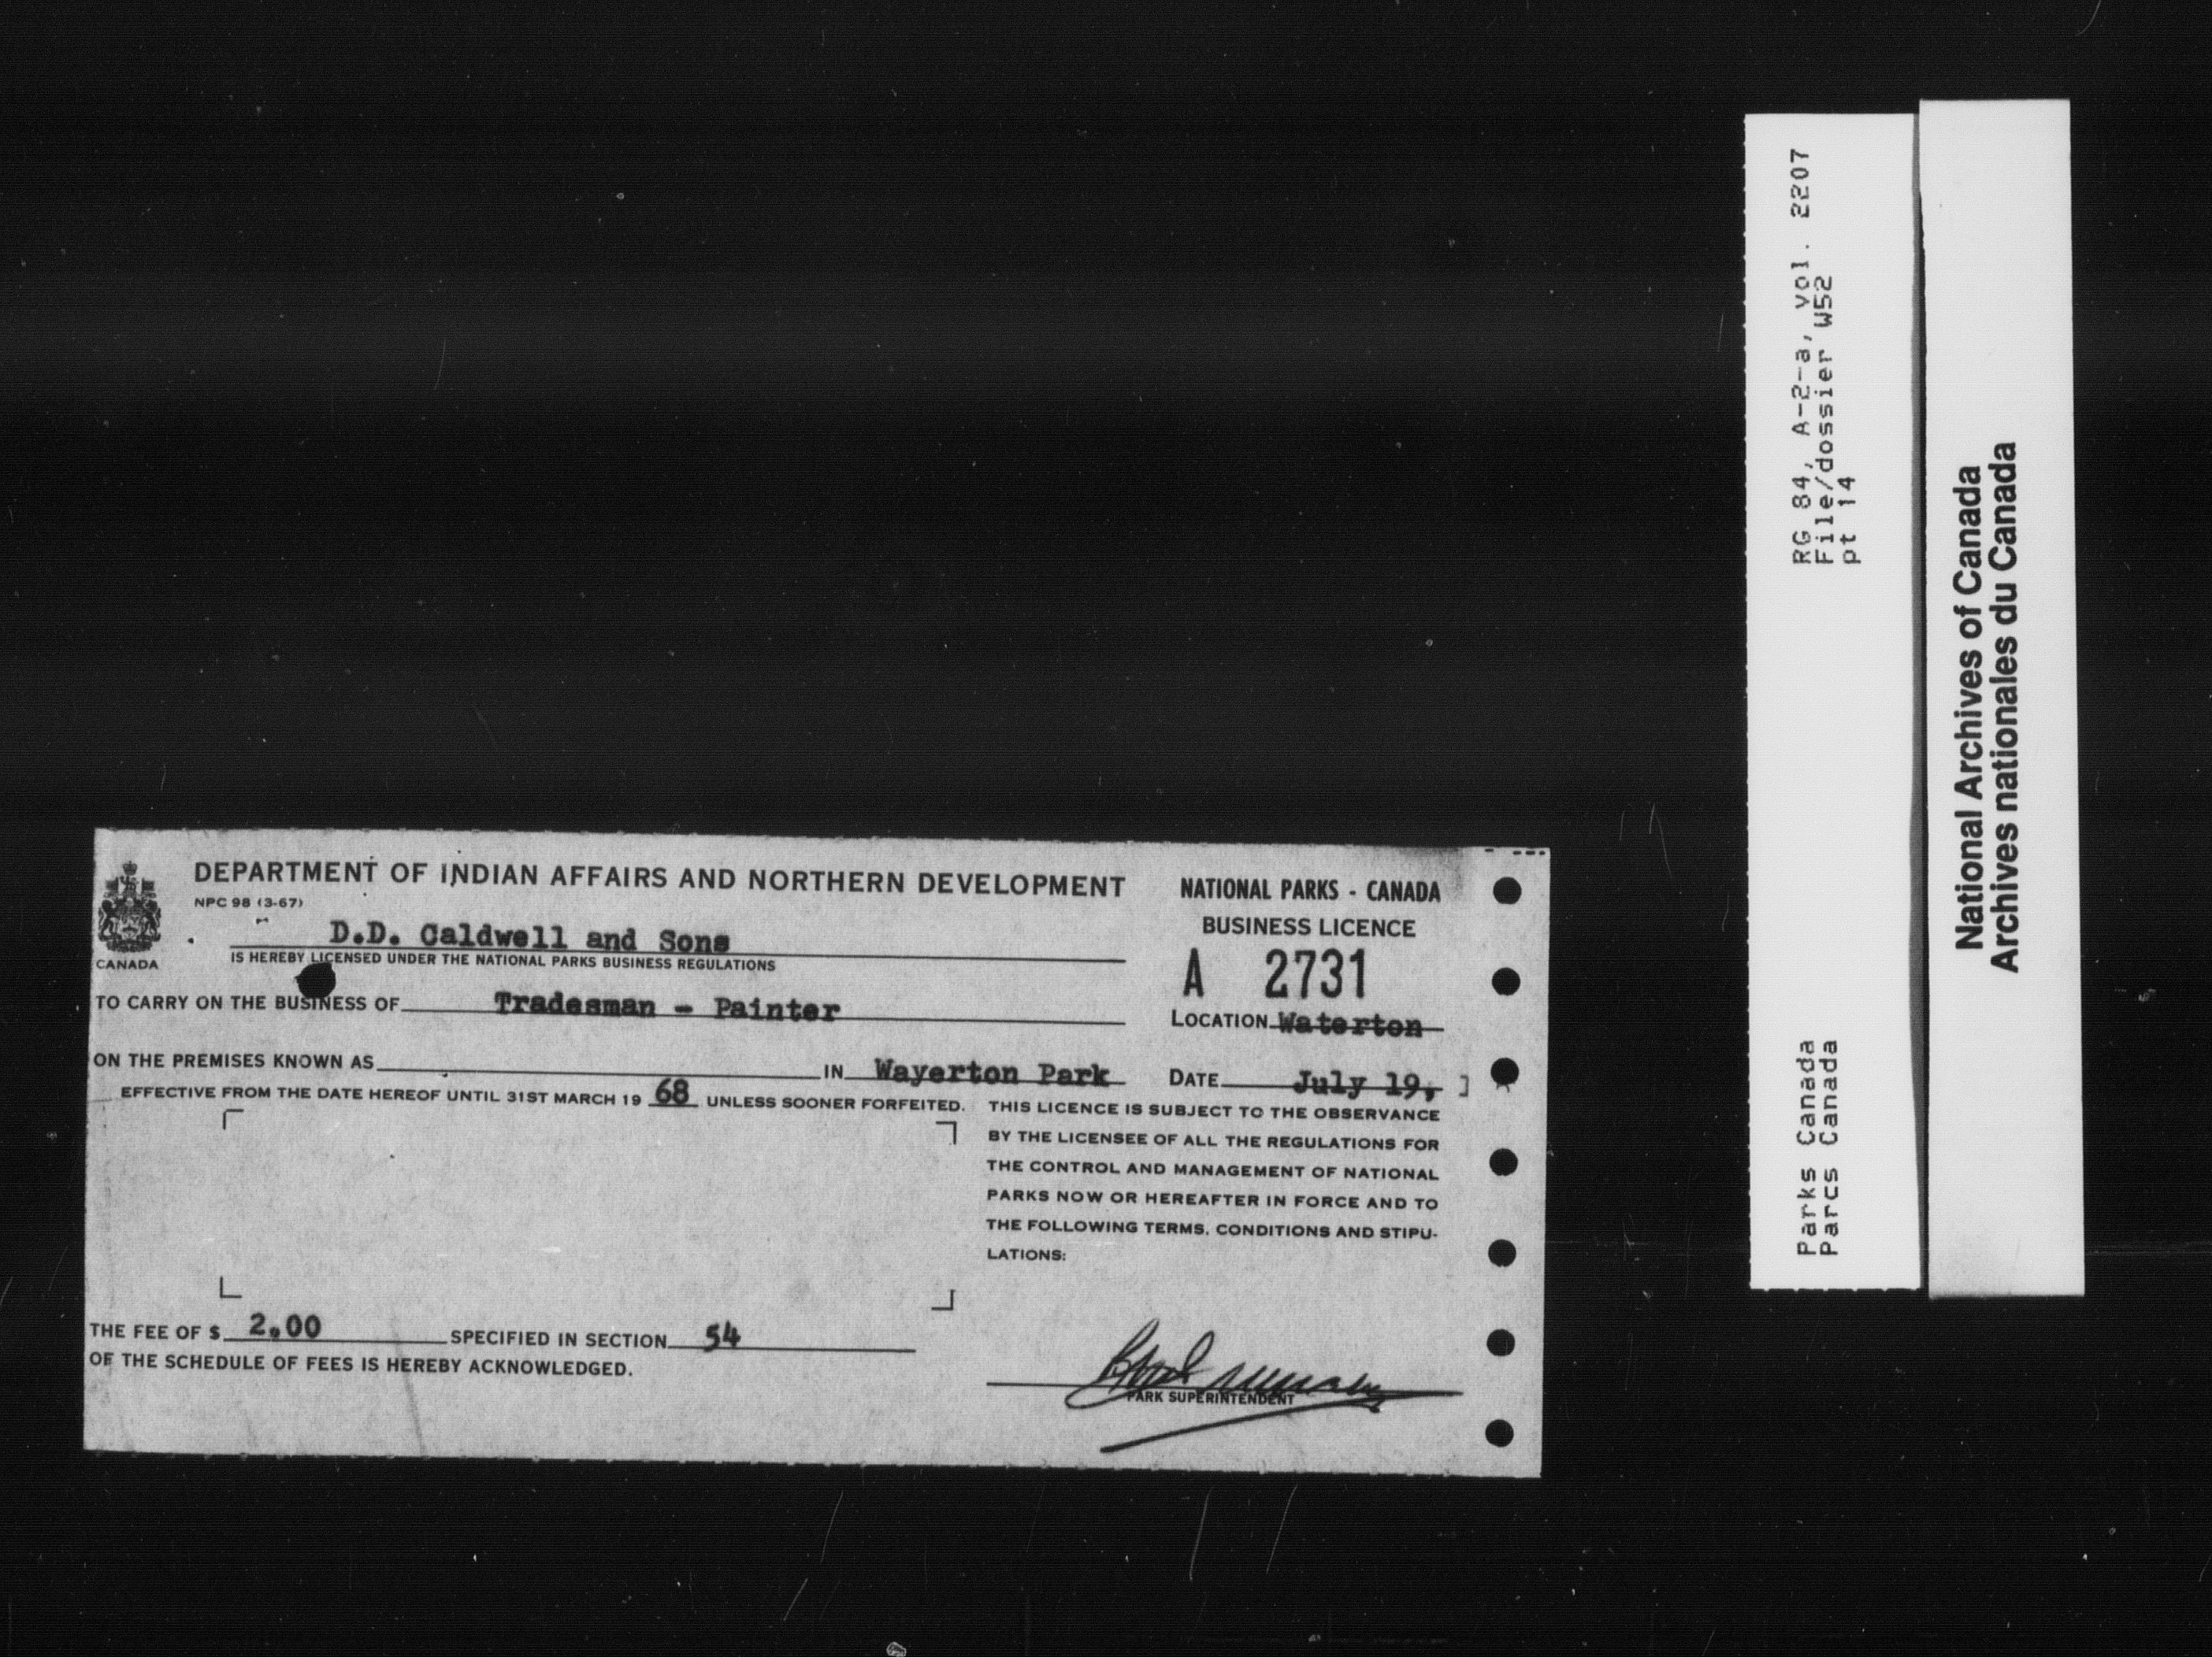 DEPARTMENT OF INDIAN AFFAIRS AND NORTHERN DEVELOPMENT
NPC 98 (3-67)
D.D. Caldwell and Sons
IS HEREBY LICENSED UNDER THE NATIONAL PARKS BUSINESS REGULATIONS
CANADA
TO CARRY ON THE BUSINESS OF Tradesman - Painter
ON THE PREMISES KNOWN AS IN Wayerton Park
EFFECTIVE FROM THE DATE HEREOF UNTIL 31ST MARCH 19 68 UNLESS SOONER FORFEITED.
NATIONAL PARKS - CANADA
BUSINESS LICENCE
A 2731
LOCATION Waterton
DATE July 19,
THIS LICENCE IS SUBJECT TO THE OBSERVANCE
BY THE LICENSEE OF ALL THE REGULATIONS FOR
THE CONTROL AND MANAGEMENT OF NATIONAL
PARKS NOW OR HEREAFTER IN FORCE AND TO
THE FOLLOWING TERMS, CONDITIONS AND STIPU-
LATIONS:
THE FEE OF $ 2.00 SPECIFIED IN SECTION 54
OF THE SCHEDULE OF FEES IS HEREBY ACKNOWLEDGED.
PARK SUPERINTENDENT
RG 84, A-2-a, vol. 2207
File/dossier W52
pt 14
Parks Canada
Parcs Canada
National Archives of Canada
Archives nationales du Canada